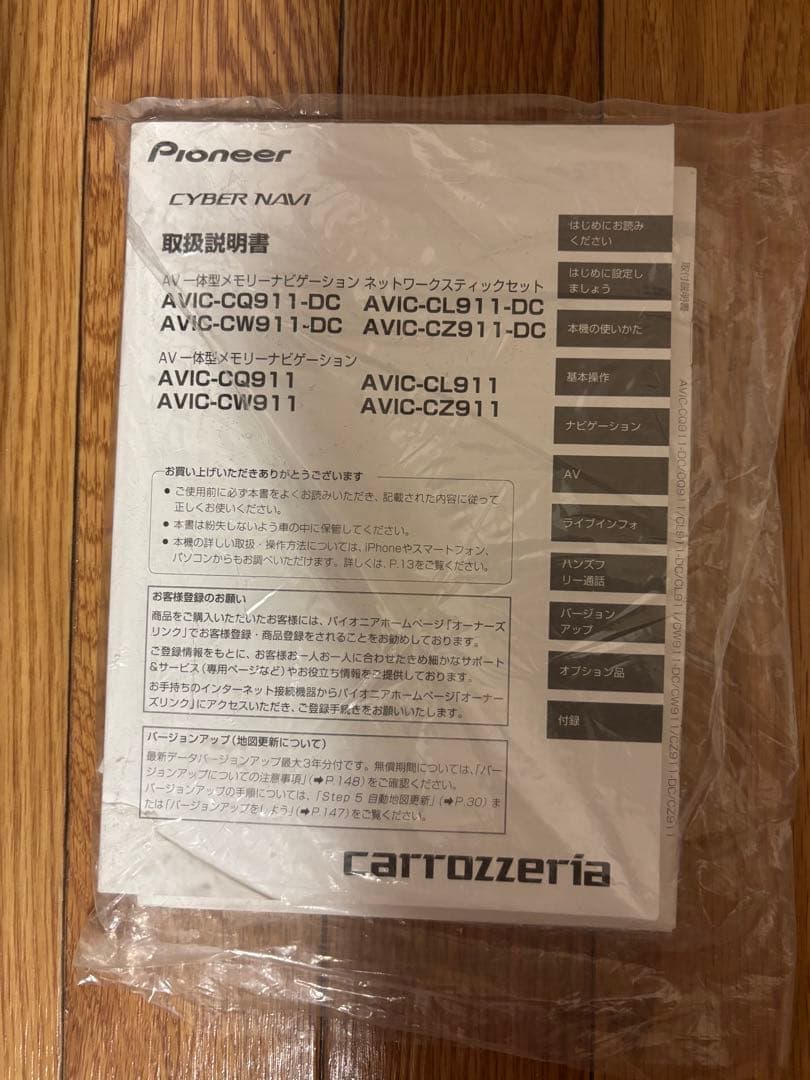 Pioneer
CYBER NAVI
取扱説明書
AV一体型メモリーナビゲーション ネットワークスティックセット
AVIC-CQ911-DC AVIC-CL911-DC
AVIC-CW911-DC AVIC-CZ911-DC
AV一体型メモリーナビゲーション
AVIC-CQ911 AVIC-CL911
AVIC-CW911 AVIC-CZ911
お買い上げいただきありがとうございます
● ご使用前に必ず本書をよくお読みいただき、記載された内容に従って
正しくお使いください。
● 本書は紛失しないよう車の中に保管してください。
● 本機の詳しい取扱・操作方法については、iPhoneやスマートフォン、
パソコンからもお調べいただけます。詳しくは、P.13をご覧ください。
お客様登録のお願い
商品をご購入いただいたお客様には、パイオニアホームページ「オーナーズ
リンク」でお客様登録・商品登録をされることをお勧めしております。
ご登録情報をもとに、お客様お一人お一人に合わせたきめ細かなサポート
&サービス(専用ページなど)やお役立ち情報をご提供しております。
お手持ちのインターネット接続機器からパイオニアホームページ「オーナー
ズリンク」にアクセスいただき、ご登録手続きをお願いいたします。
バージョンアップ(地図更新について)
最新データバージョンアップ最大3年分付です。無償期間については、「バー
ジョンアップについての注意事項」(➡P.148)をご確認ください。
バージョンアップの手順については、「Step 5 自動地図更新」(➡P.30)ま
たは「バージョンアップをしよう」(➡P.147)をご覧ください。
carrozzeria
はじめにお読み
ください
はじめに設定し
ましょう
本機の使いかた
基本操作
ナビゲーション
AV
ライブインフォ
ハンズフ
リー通話
バージョン
アップ
オプション品
付録
取付説明書
AVIC-CQ911-DC/CQ911/CL911-DC/CL911/CW911-DC/CW911/CZ911-DC/CZ911